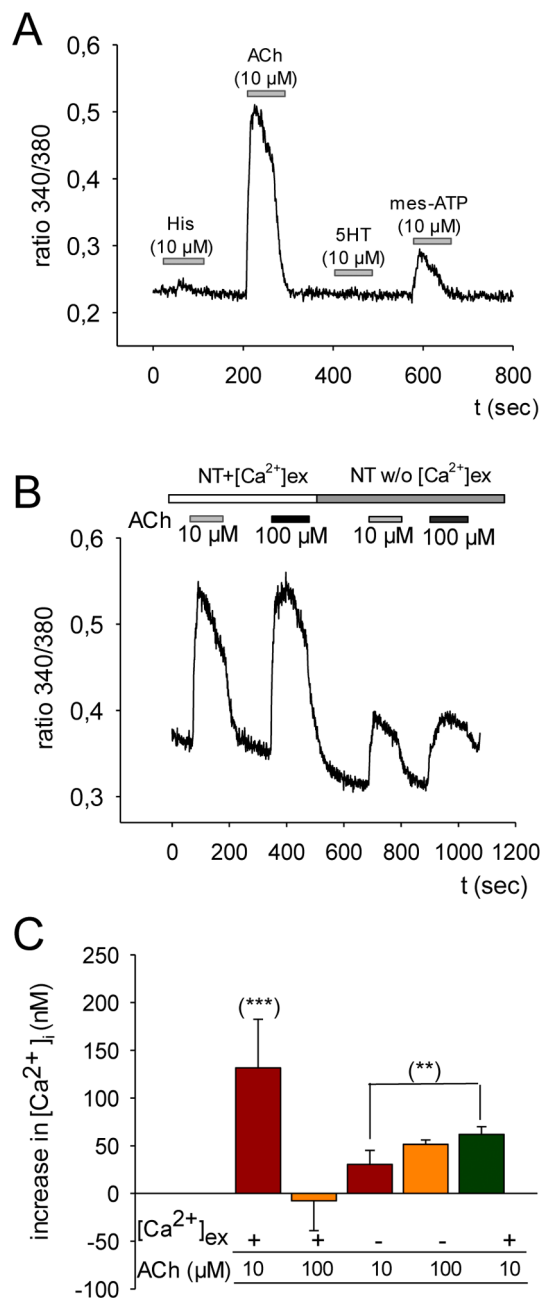 A
0,6
0,5
0,3
0,2
ratio 340/380
His
(10 µM)
ACh
(10 µM)
5HT
(10 µM)
mes-ATP
(10 µM)
0 200 400 600 800
t (sec)
B
NT+[Ca2+]ex NT w/o [Ca2+]ex
ACh
10 µM 100 µM 10 µM 100 µM
0,6
0,5
0,4
0,3
ratio 340/380
0 200 400 600 800 1000 1200
t (sec)
C
250
200
150
100
50
0
-50
-100
increase in [Ca2+]i (nM)
(***)
(**)
[Ca2+]ex + + - - +
ACh (µM) 10 100 10 100 10